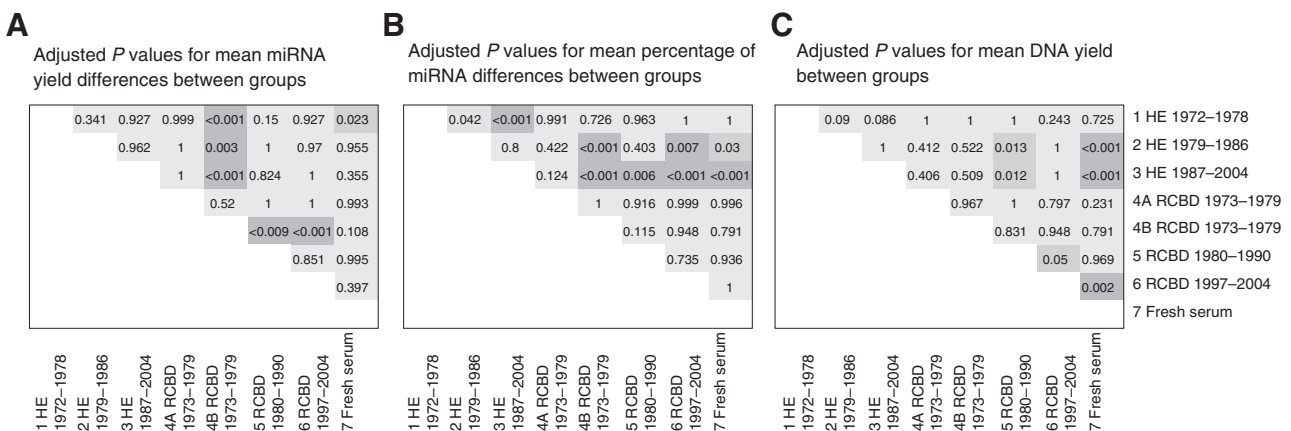 A
Adjusted P values for mean miRNA
yield differences between groups
0.341 0.927 0.999 <0.001 0.15 0.927 0.023
0.962 1 0.003 1 0.97 0.955
1 <0.001 0.824 1 0.355
0.52 1 1 0.993
<0.009 <0.001 0.108
0.851 0.995
0.397
1 HE
1972–1978
2 HE
1979–1986
3 HE
1987–2004
4A RCBD
1973–1979
4B RCBD
1973–1979
5 RCBD
1980–1990
6 RCBD
1997–2004
7 Fresh serum
B
Adjusted P values for mean percentage of
miRNA differences between groups
0.042 <0.001 0.991 0.726 0.963 1 1
0.8 0.422 <0.001 0.403 0.007 0.03
0.124 <0.001 0.006 <0.001 <0.001
1 0.916 0.999 0.996
0.115 0.948 0.791
0.735 0.936
1
1 HE
1972–1978
2 HE
1979–1986
3 HE
1987–2004
4A RCBD
1973–1979
4B RCBD
1973–1979
5 RCBD
1980–1990
6 RCBD
1997–2004
7 Fresh serum
C
Adjusted P values for mean DNA yield
between groups
0.09 0.086 1 1 1 0.243 0.725
1 0.412 0.522 0.013 1 <0.001
0.406 0.509 0.012 1 <0.001
0.967 1 0.797 0.231
0.831 0.948 0.791
0.05 0.969
0.002
1 HE 1972–1978
2 HE 1979–1986
3 HE 1987–2004
4A RCBD 1973–1979
4B RCBD 1973–1979
5 RCBD 1980–1990
6 RCBD 1997–2004
7 Fresh serum
1 HE
1972–1978
2 HE
1979–1986
3 HE
1987–2004
4A RCBD
1973–1979
4B RCBD
1973–1979
5 RCBD
1980–1990
6 RCBD
1997–2004
7 Fresh serum